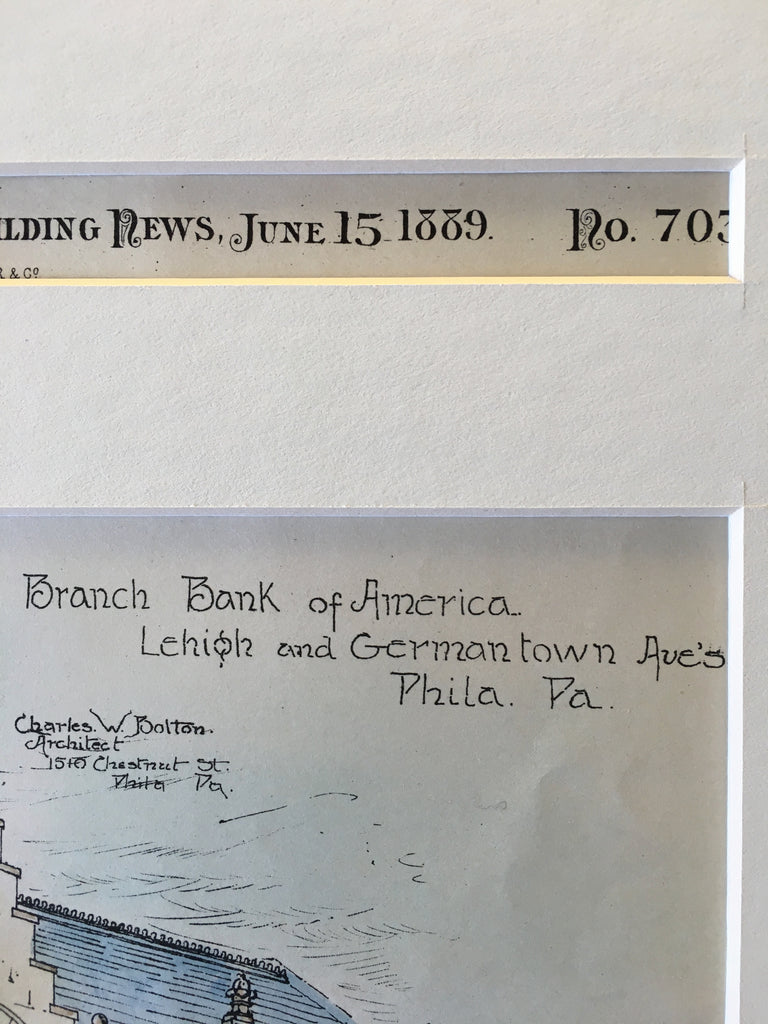 ILDING NEWS, JUNE 15 1889. No. 703
R & Co
Branch Bank of America.
Lehigh and Germantown Ave's
Phila. Pa.
Charles. W. Bolton.
Architect
1510 Chestnut St.
Phila Pa.